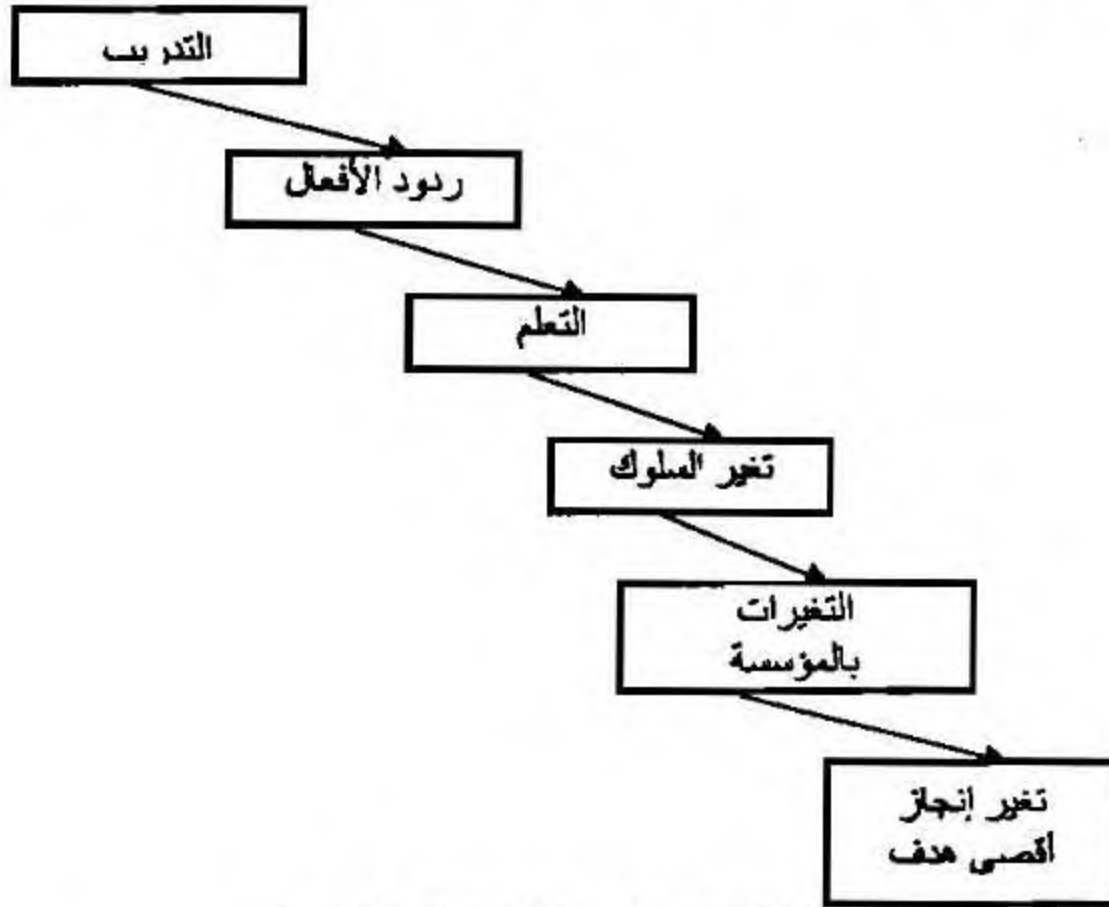 التدريب
ردود الأفعال
التعلم
تغير السلوك
التغيرات
بالمؤسسة
تغير إنجاز
أقصى هدف